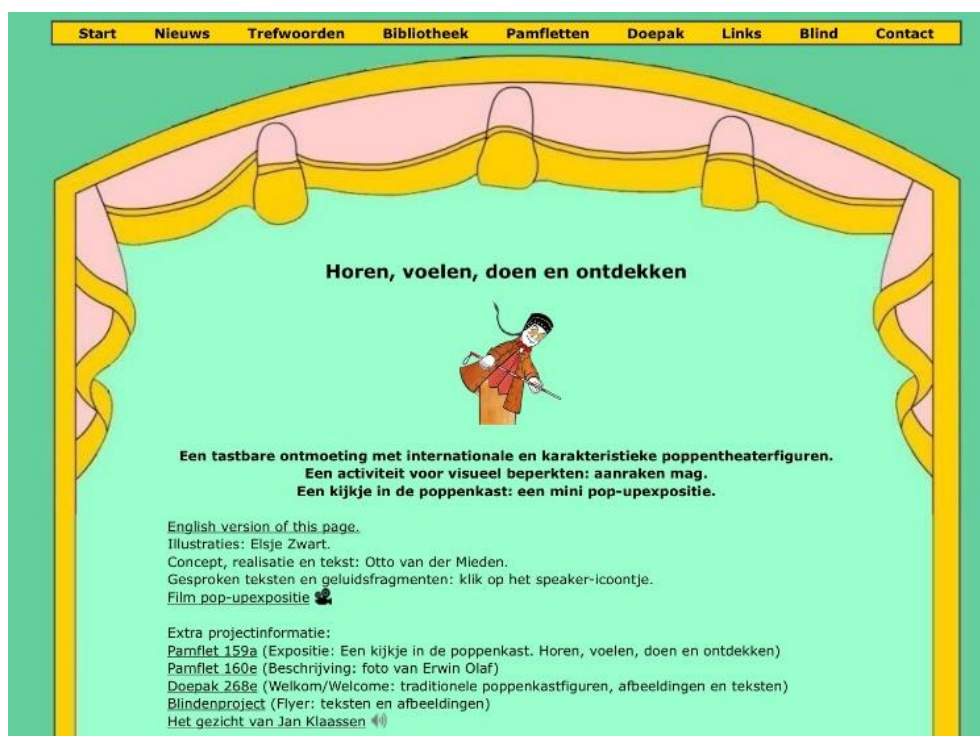 Start Nieuws Trefwoorden Bibliotheek Pamfletten Doepak Links Blind Contact
Horen, voelen, doen en ontdekken
Een tastbare ontmoeting met internationale en karakteristieke poppentheaterfiguren.
Een activiteit voor visueel beperkten: aanraken mag.
Een kijkje in de poppenkast: een mini pop-upexpositie.
English version of this page.
Illustraties: Elsje Zwart.
Concept, realisatie en tekst: Otto van der Mieden.
Gesproken teksten en geluidsfragmenten: klik op het speaker-icoontje.
Film pop-upexpositie
Extra projectinformatie:
Pamflet 159a (Expositie: Een kijkje in de poppenkast. Horen, voelen, doen en ontdekken)
Pamflet 160e (Beschrijving: foto van Erwin Olaf)
Doepak 268e (Welkom/Welcome: traditionele poppenkastfiguren, afbeeldingen en teksten)
Blindenproject (Flyer: teksten en afbeeldingen)
Het gezicht van Jan Klaassen